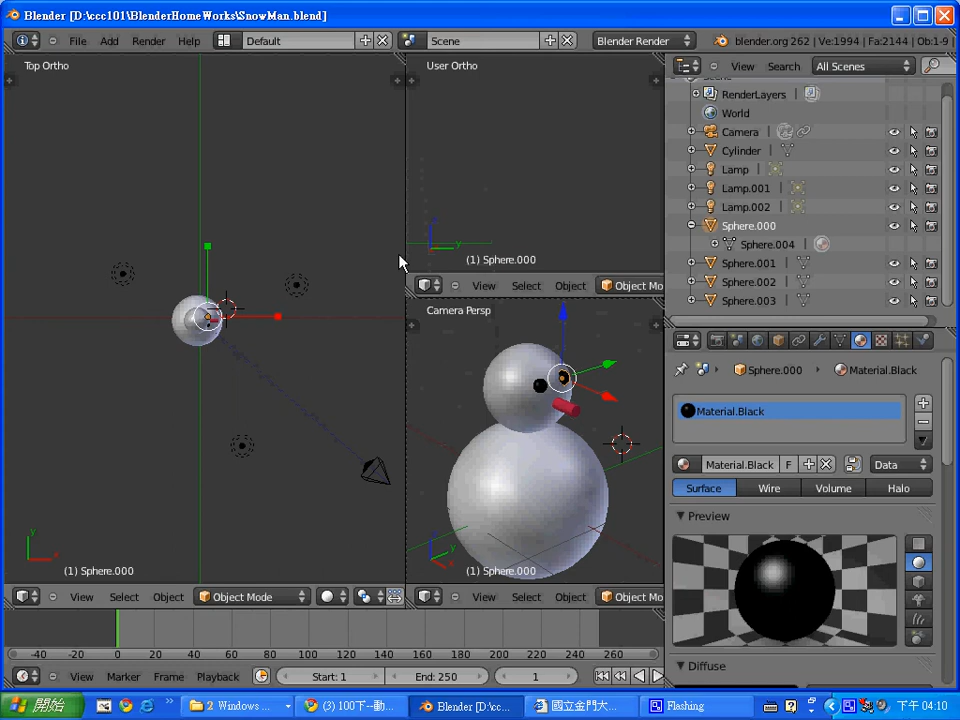 Blender [D:\ccc101\BlenderHomeWorks\SnowMan.blend]
File Add Render Help Default Scene Blender Render blender.org 262 | Ve:1994 | Fa:2144 | Ob:1-9
Top Ortho
User Ortho
View Search All Scenes
RenderLayers
World
Camera
Cylinder
Lamp
Lamp.001
Lamp.002
Sphere.000
Sphere.004
Sphere.001
Sphere.002
Sphere.003
y
(1) Sphere.000
View Select Object Object Mo
Camera Persp
Sphere.000 Material.Black
Material.Black
Material.Black F Data
Surface Wire Volume Halo
Preview
y
x
y
(1) Sphere.000
(1) Sphere.000
View Select Object Object Mode
View Select Object Object Mo
-40 -20 0 20 40 60 80 100 120 140 160 180 200 220 240 260
Diffuse
View Marker Frame Playback Start: 1 End: 250 1
開始 2 Windows ... (3) 100下--動... Blender [D:\cc... 國立金門大... Flashing 下午 04:10